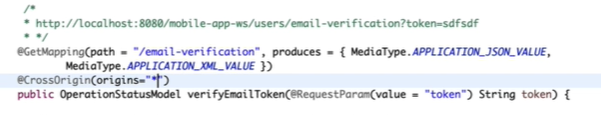 /*
* http://localhost:8080/mobile-app-ws/users/email-verification?token=sdfsdf
* */
@GetMapping(path = "/email-verification", produces = { MediaType.APPLICATION_JSON_VALUE,
MediaType.APPLICATION_XML_VALUE })
@CrossOrigin(origins="*")
public OperationStatusModel verifyEmailToken(@RequestParam(value = "token") String token) {